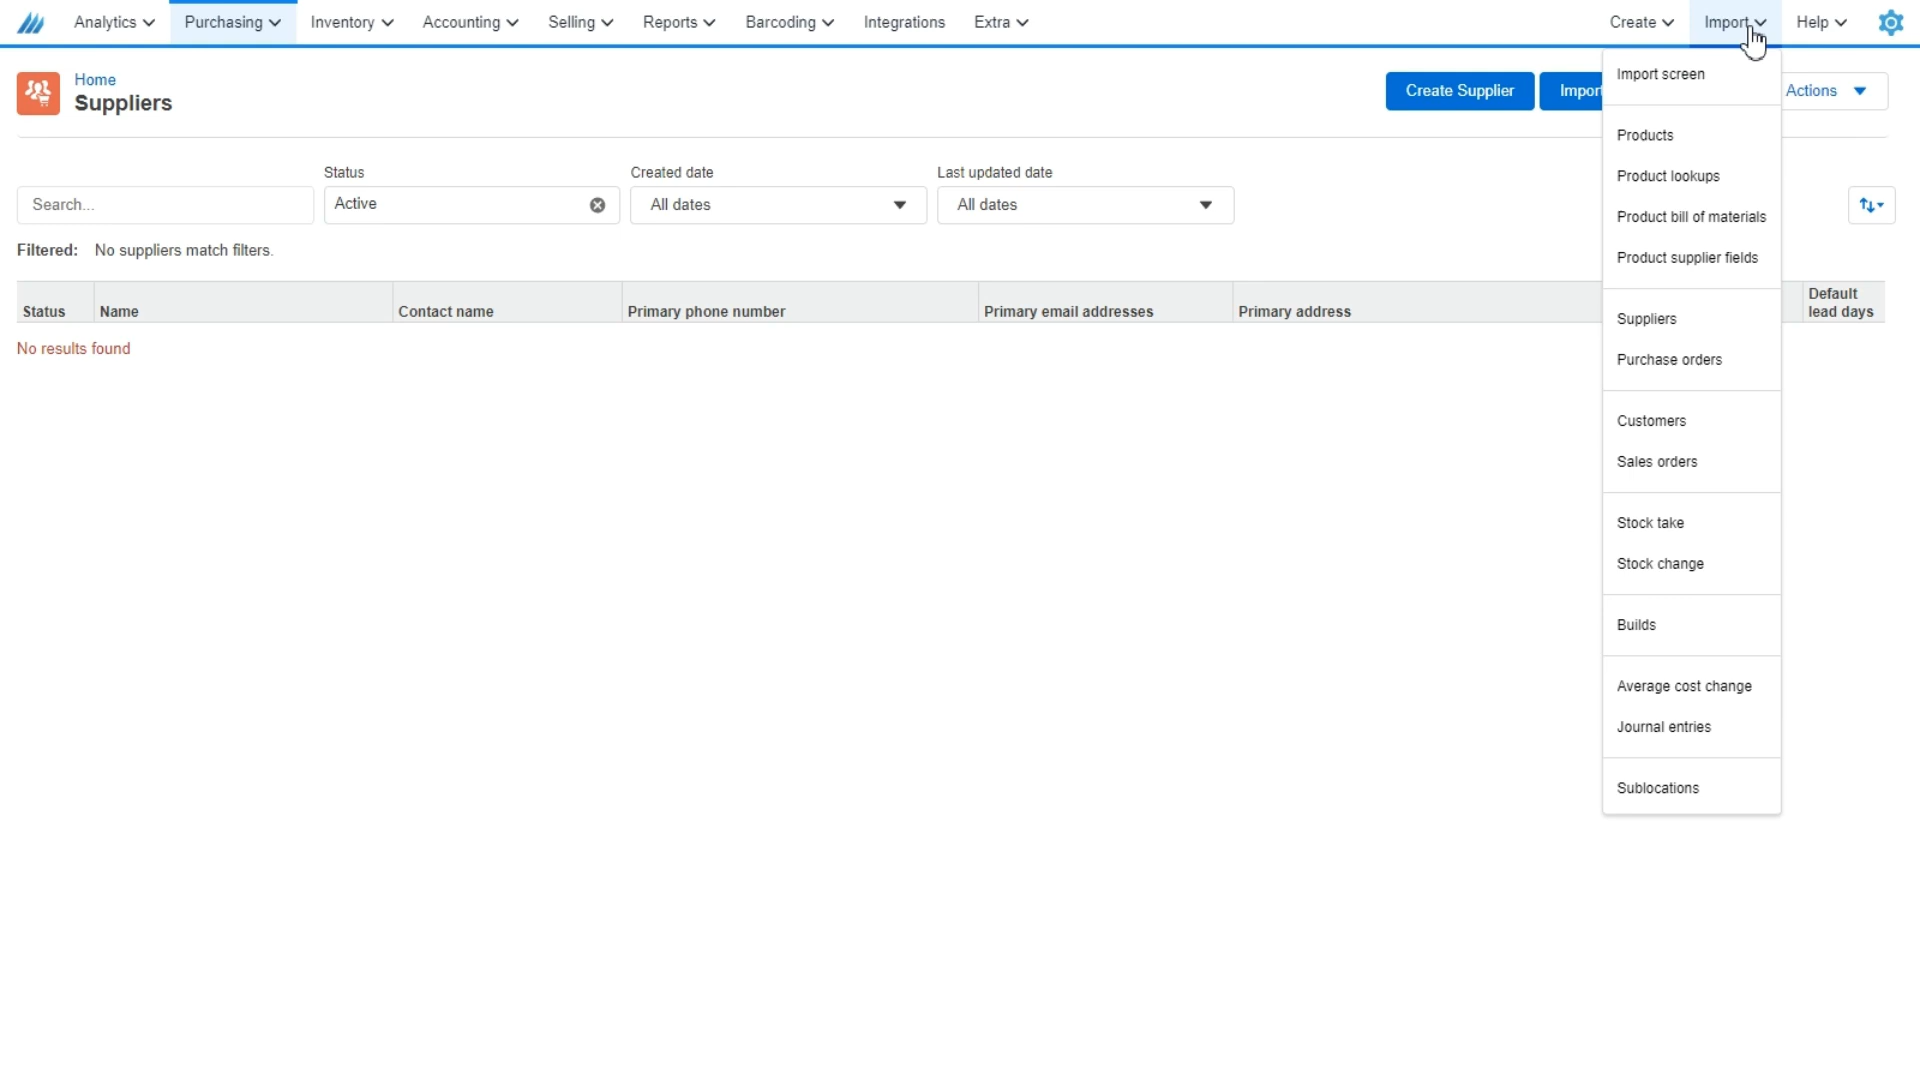 Analytics Purchasing Inventory Accounting Selling Reports Barcoding Integrations Extra Create Import Help
Home
Suppliers
Create Supplier Import Actions
Import screen
Products
Product lookups
Product bill of materials
Product supplier fields
Suppliers
Purchase orders
Customers
Sales orders
Stock take
Stock change
Builds
Average cost change
Journal entries
Sublocations
Status Created date Last updated date
Search... Active All dates All dates
Filtered: No suppliers match filters.
Status Name Contact name Primary phone number Primary email addresses Primary address Default
lead days
No results found